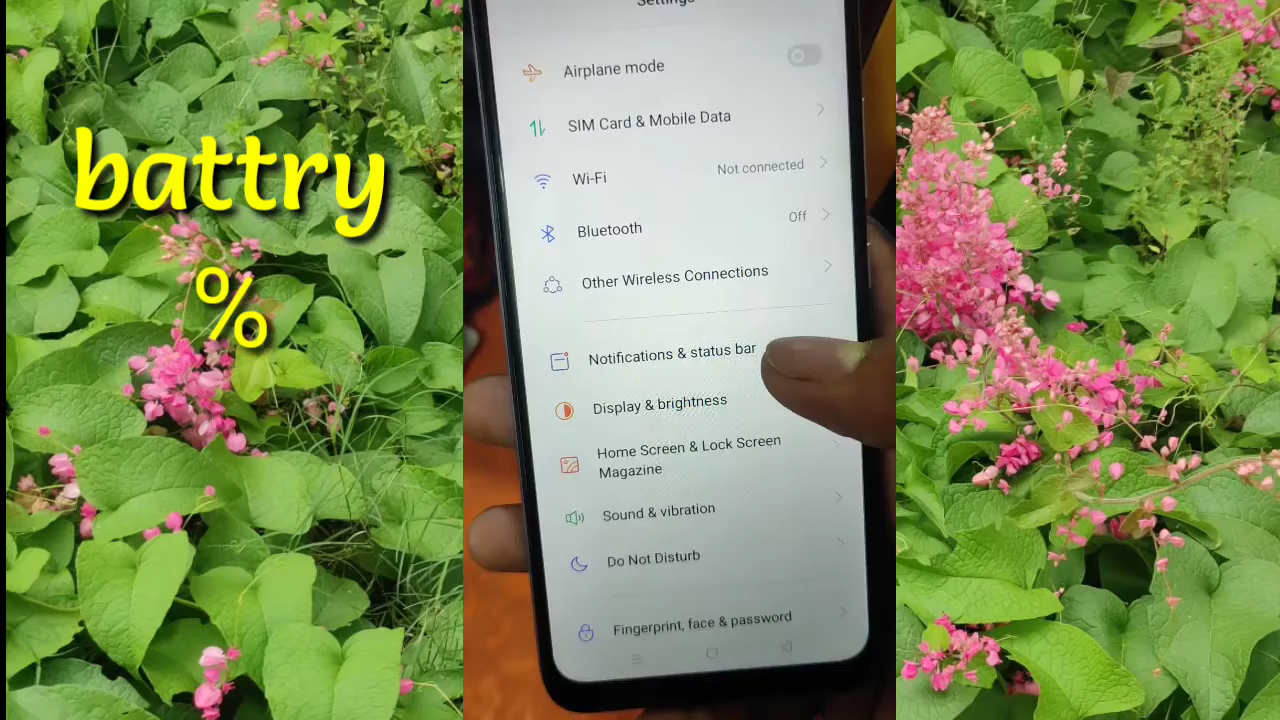 battry
%
Settings
Airplane mode
SIM Card & Mobile Data
Wi-Fi Not connected
Bluetooth Off
Other Wireless Connections
Notifications & status bar
Display & brightness
Home Screen & Lock Screen
Magazine
Sound & vibration
Do Not Disturb
Fingerprint, face & password